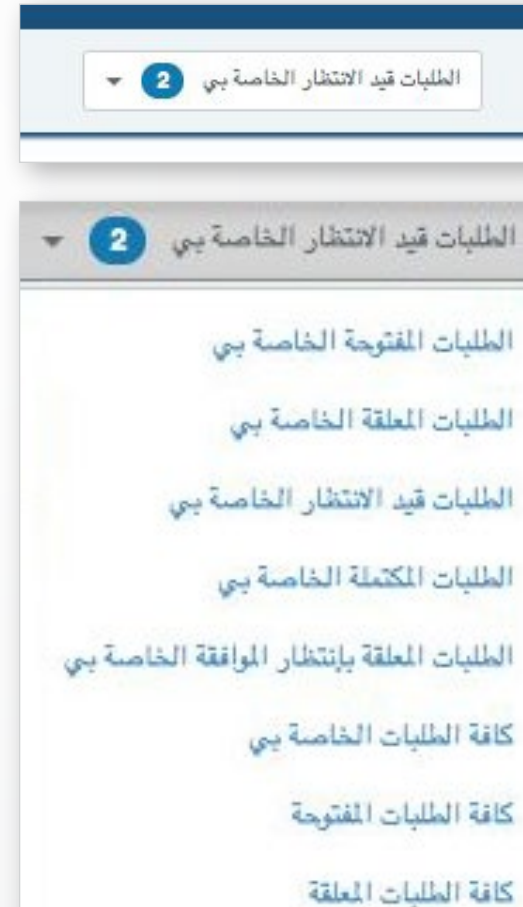 الطلبات قيد الانتظار الخاصة بي 2
الطلبات قيد الانتظار الخاصة بي 2
الطلبات المفتوحة الخاصة بي
الطلبات المعلقة الخاصة بي
الطلبات قيد الانتظار الخاصة بي
الطلبات المكتملة الخاصة بي
الطلبات المعلقة بإنتظار الموافقة الخاصة بي
كافة الطلبات الخاصة بي
كافة الطلبات المفتوحة
كافة الطلبات المعلقة